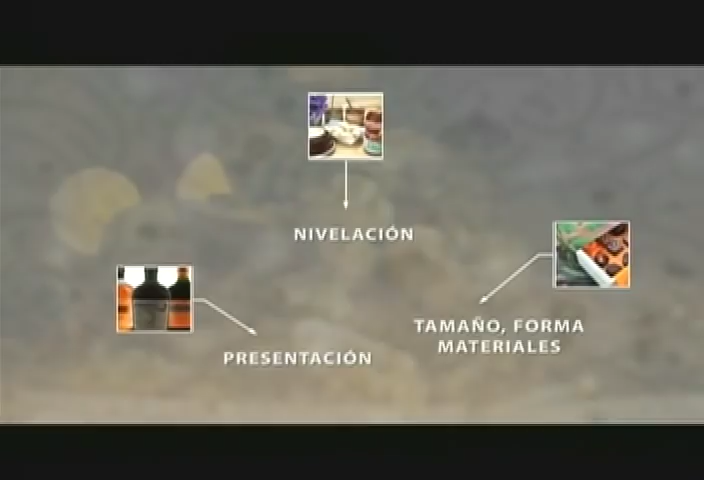 NIVELACIÓN
TAMAÑO, FORMA
MATERIALES
PRESENTACIÓN